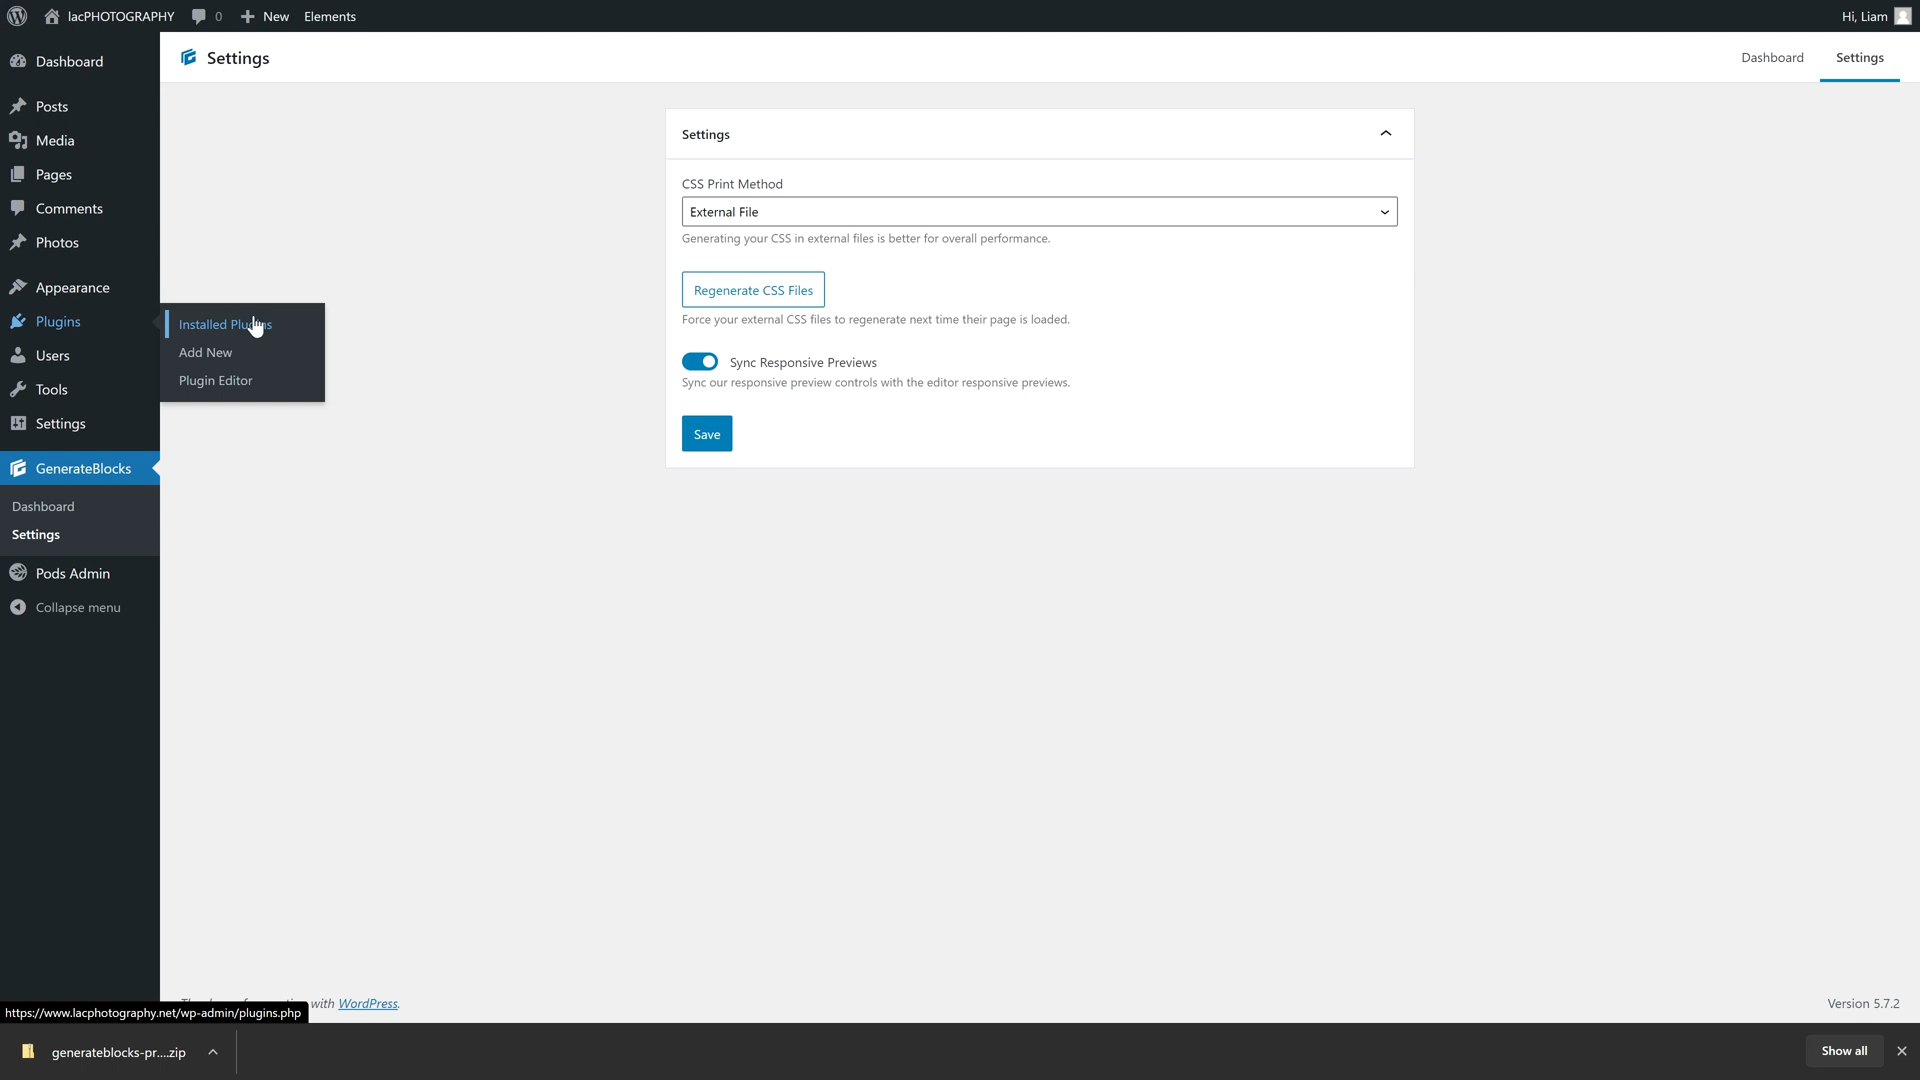 lacPHOTOGRAPHY 0 New Elements
Hi, Liam
Dashboard
Posts
Media
Pages
Comments
Photos
Appearance
Plugins
Users
Tools
Settings
GenerateBlocks
Dashboard
Settings
Pods Admin
Collapse menu
Installed Plugins
Add New
Plugin Editor
Settings
Dashboard Settings
Settings
CSS Print Method
External File
Generating your CSS in external files is better for overall performance.
Regenerate CSS Files
Force your external CSS files to regenerate next time their page is loaded.
Sync Responsive Previews
Sync our responsive preview controls with the editor responsive previews.
Save
with WordPress.
Version 5.7.2
https://www.lacphotography.net/wp-admin/plugins.php
generateblocks-pr....zip
Show all